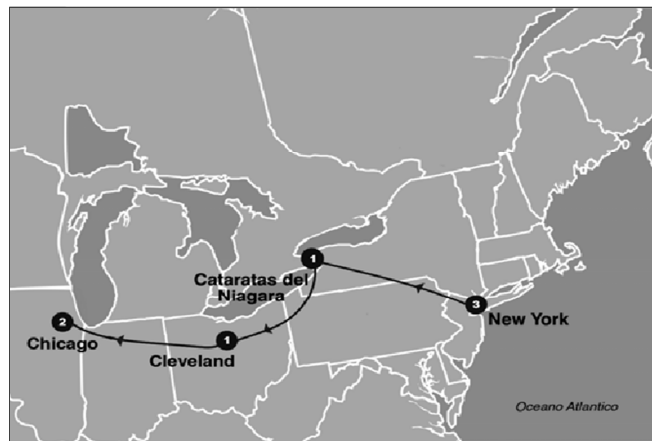 1
Cataratas del
Niagara
3
New York
2
Chicago
1
Cleveland
Oceano Atlantico